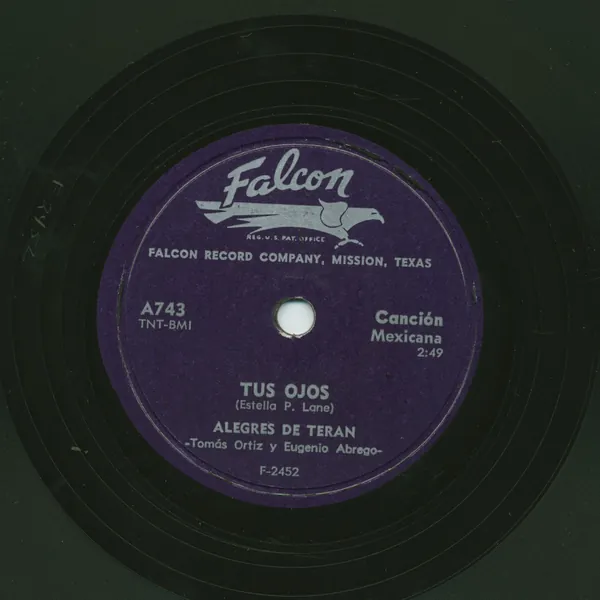 Falcon
REG. U.S. PAT. OFFICE
FALCON RECORD COMPANY, MISSION, TEXAS
A743
TNT-BMI
Canción
Mexicana
2:49
TUS OJOS
(Estella P. Lane)
ALEGRES DE TERAN
-Tomás Ortiz y Eugenio Abrego-
F-2452